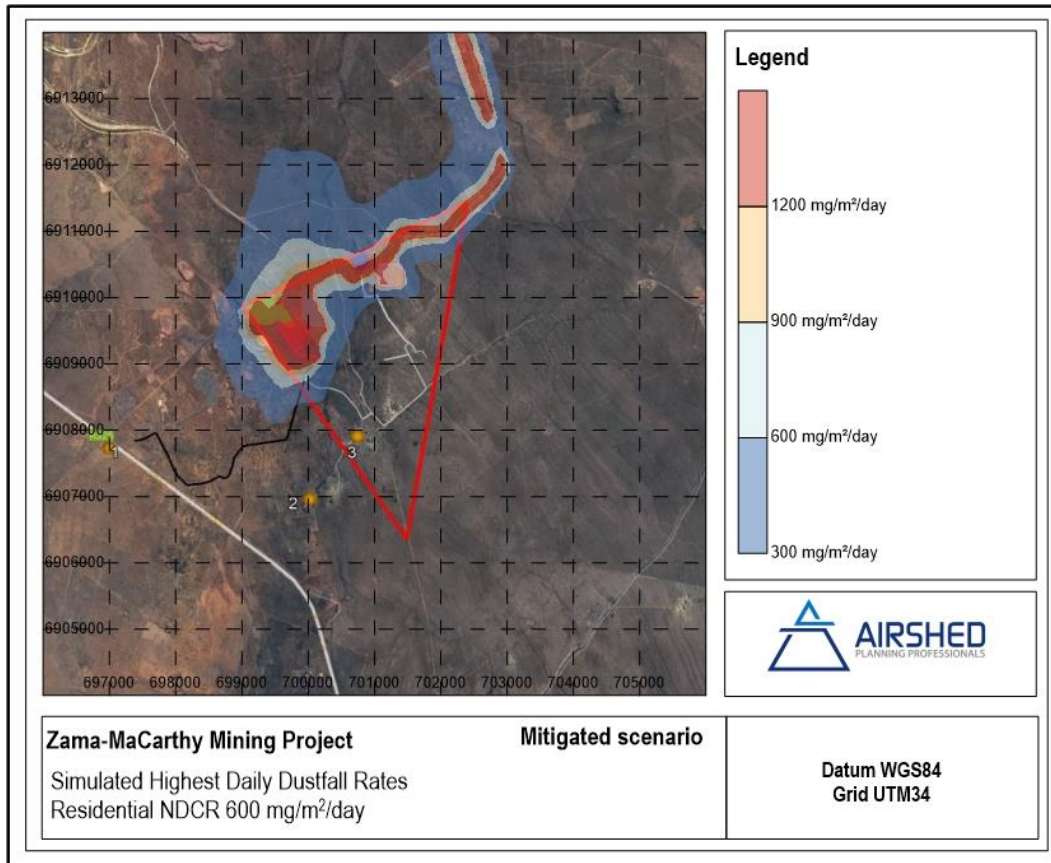 6913000
6912000
6911000
6910000
6909000
6908000
1
3
6907000
2
6906000
6905000
697000 698000 699000 700000 701000 702000 703000 704000 705000
Legend
1200 mg/m²/day
900 mg/m²/day
600 mg/m²/day
300 mg/m²/day
AIRSHED
PLANNING PROFESSIONALS
Zama-MaCarthy Mining Project
Mitigated scenario
Simulated Highest Daily Dustfall Rates
Residential NDCR 600 mg/m²/day
Datum WGS84
Grid UTM34